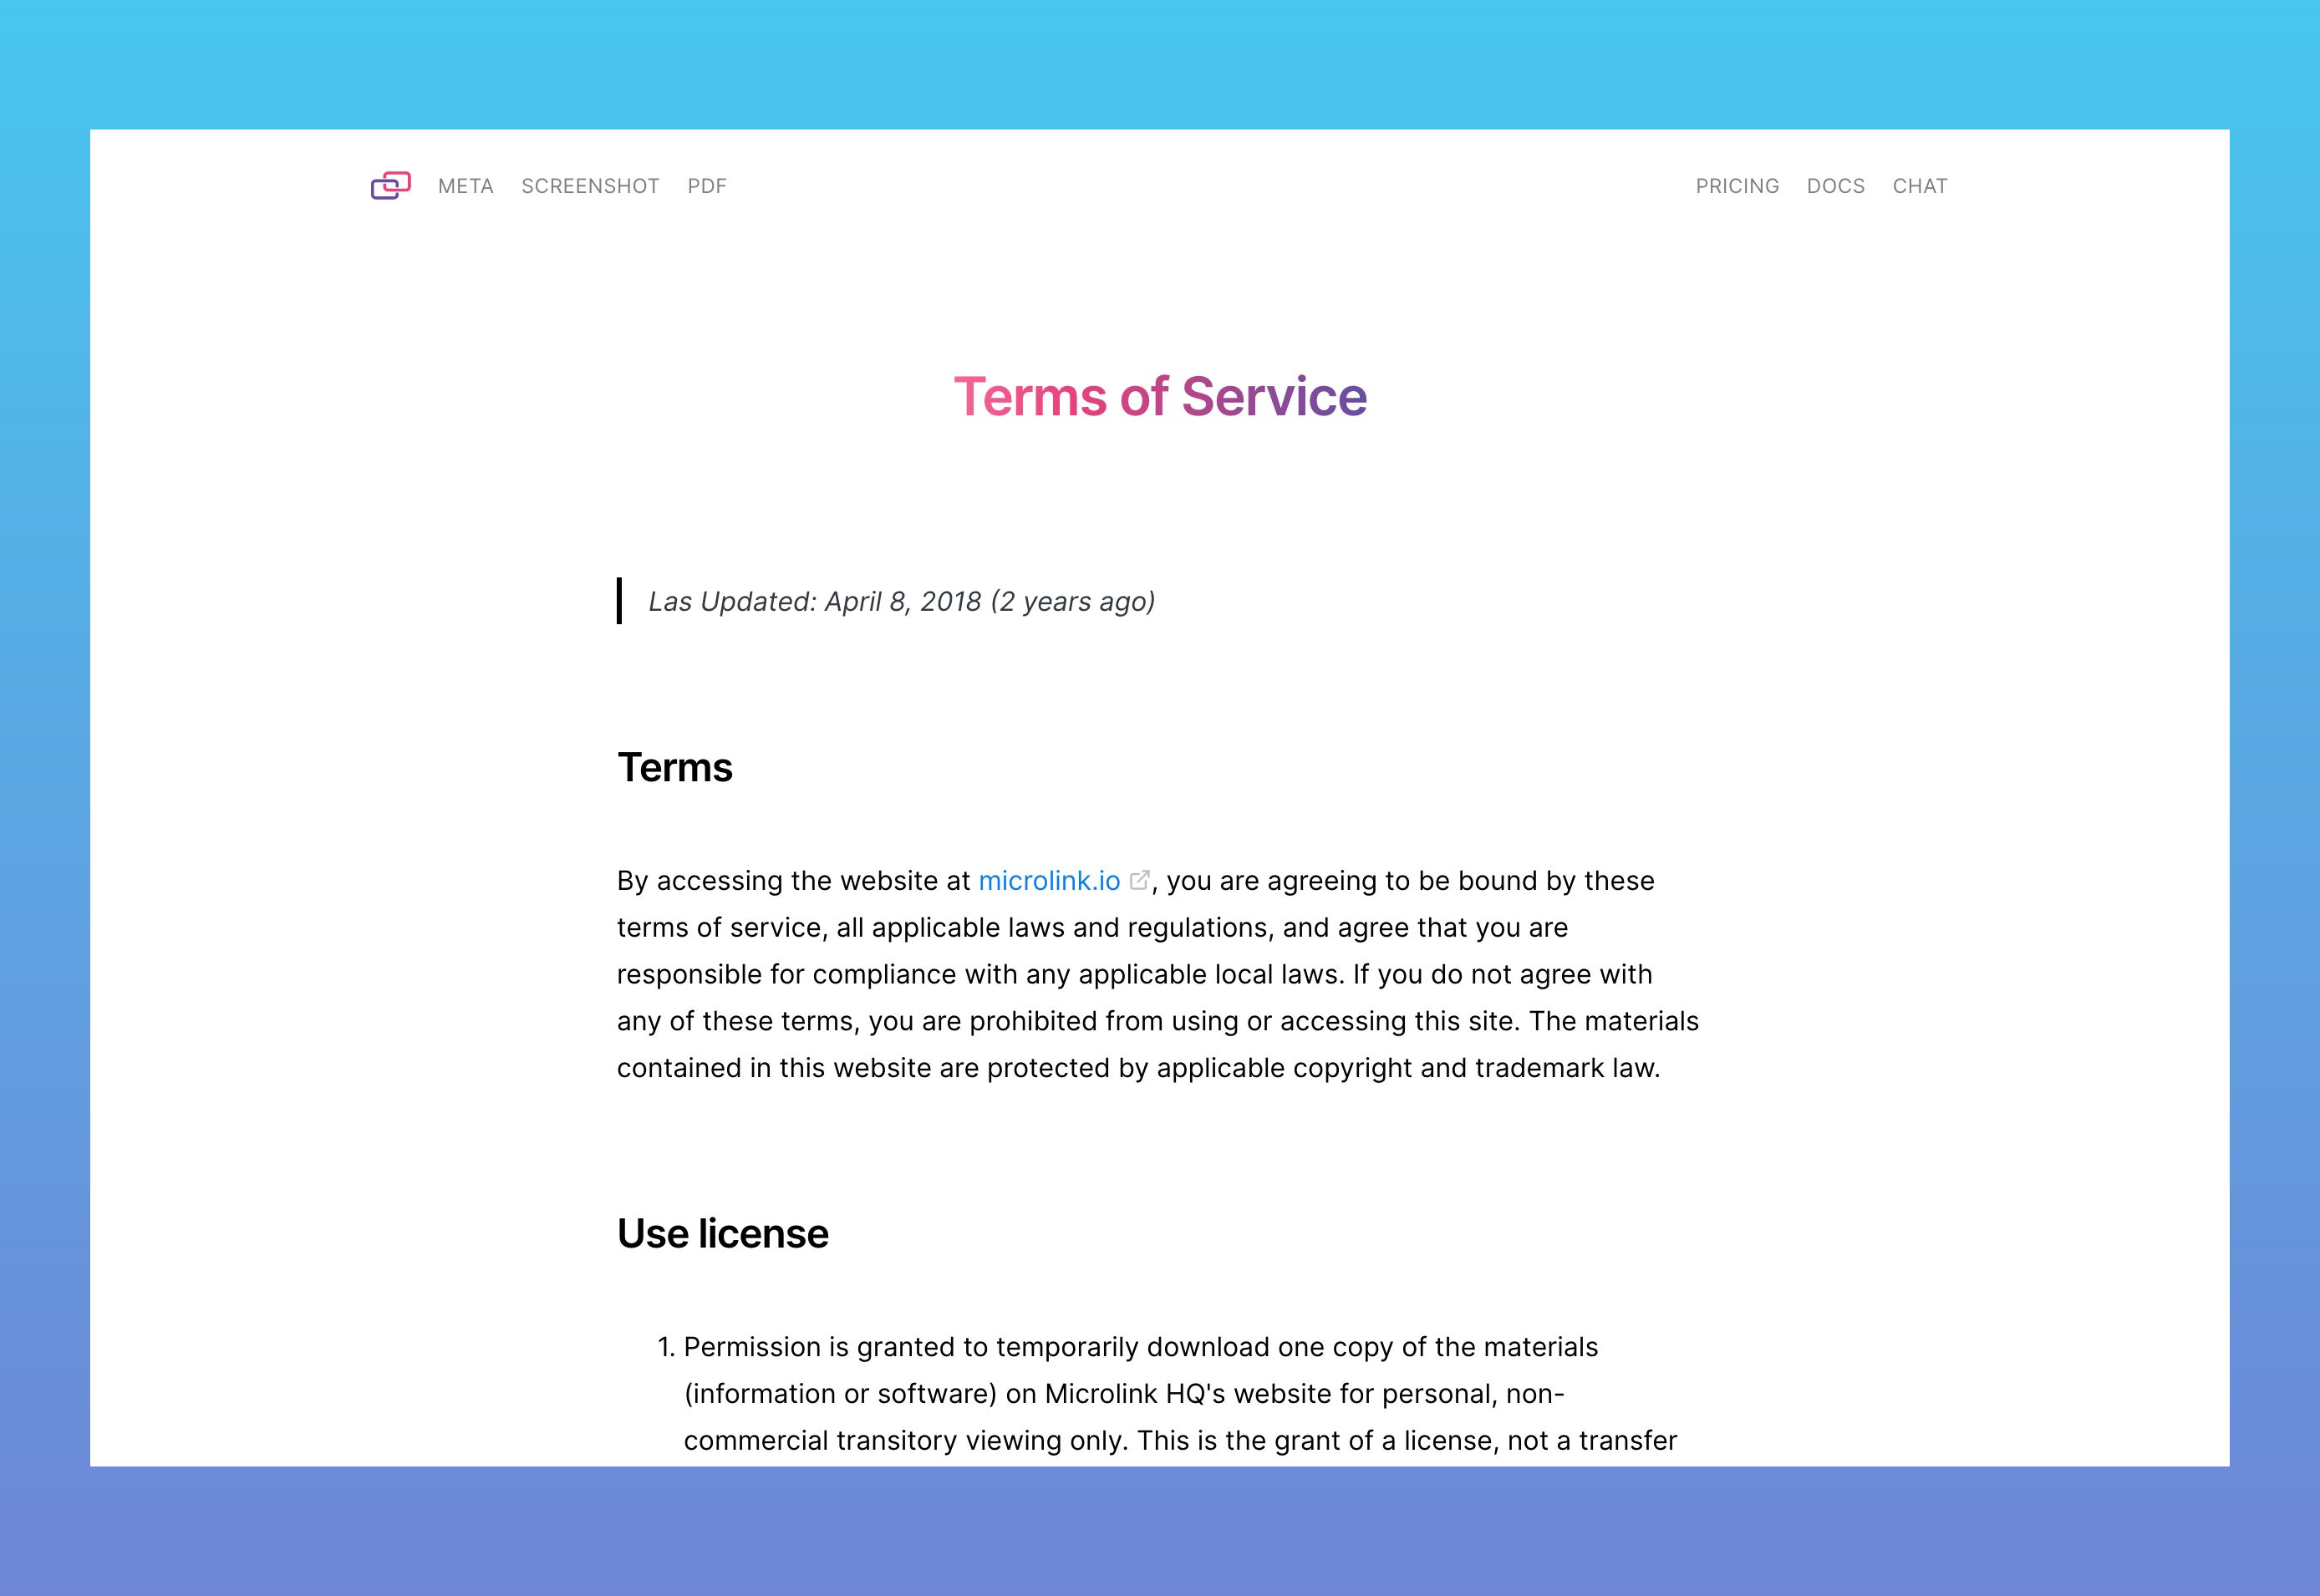 META SCREENSHOT PDF PRICING DOCS CHAT
Terms of Service
Las Updated: April 8, 2018 (2 years ago)
Terms
By accessing the website at microlink.io , you are agreeing to be bound by these
terms of service, all applicable laws and regulations, and agree that you are
responsible for compliance with any applicable local laws. If you do not agree with
any of these terms, you are prohibited from using or accessing this site. The materials
contained in this website are protected by applicable copyright and trademark law.
Use license
1. Permission is granted to temporarily download one copy of the materials
(information or software) on Microlink HQ's website for personal, non-
commercial transitory viewing only. This is the grant of a license, not a transfer